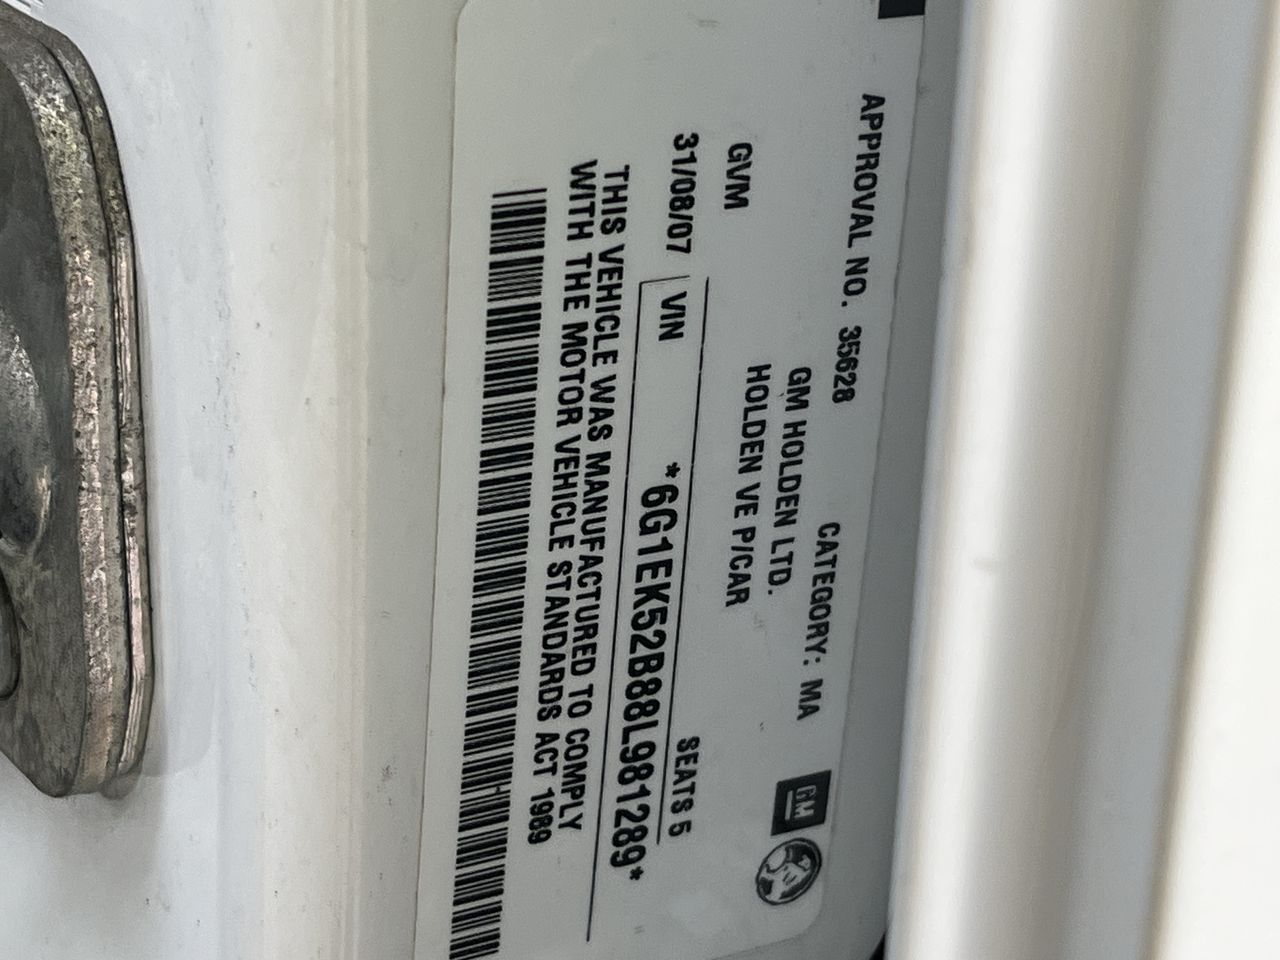 APPROVAL NO. 35628
CATEGORY: MA
GM
GM HOLDEN LTD.
HOLDEN VE P/CAR
GVM
SEATS 5
31/08/07
VIN *6G1EK52B88L981289*
THIS VEHICLE WAS MANUFACTURED TO COMPLY
WITH THE MOTOR VEHICLE STANDARDS ACT 1989